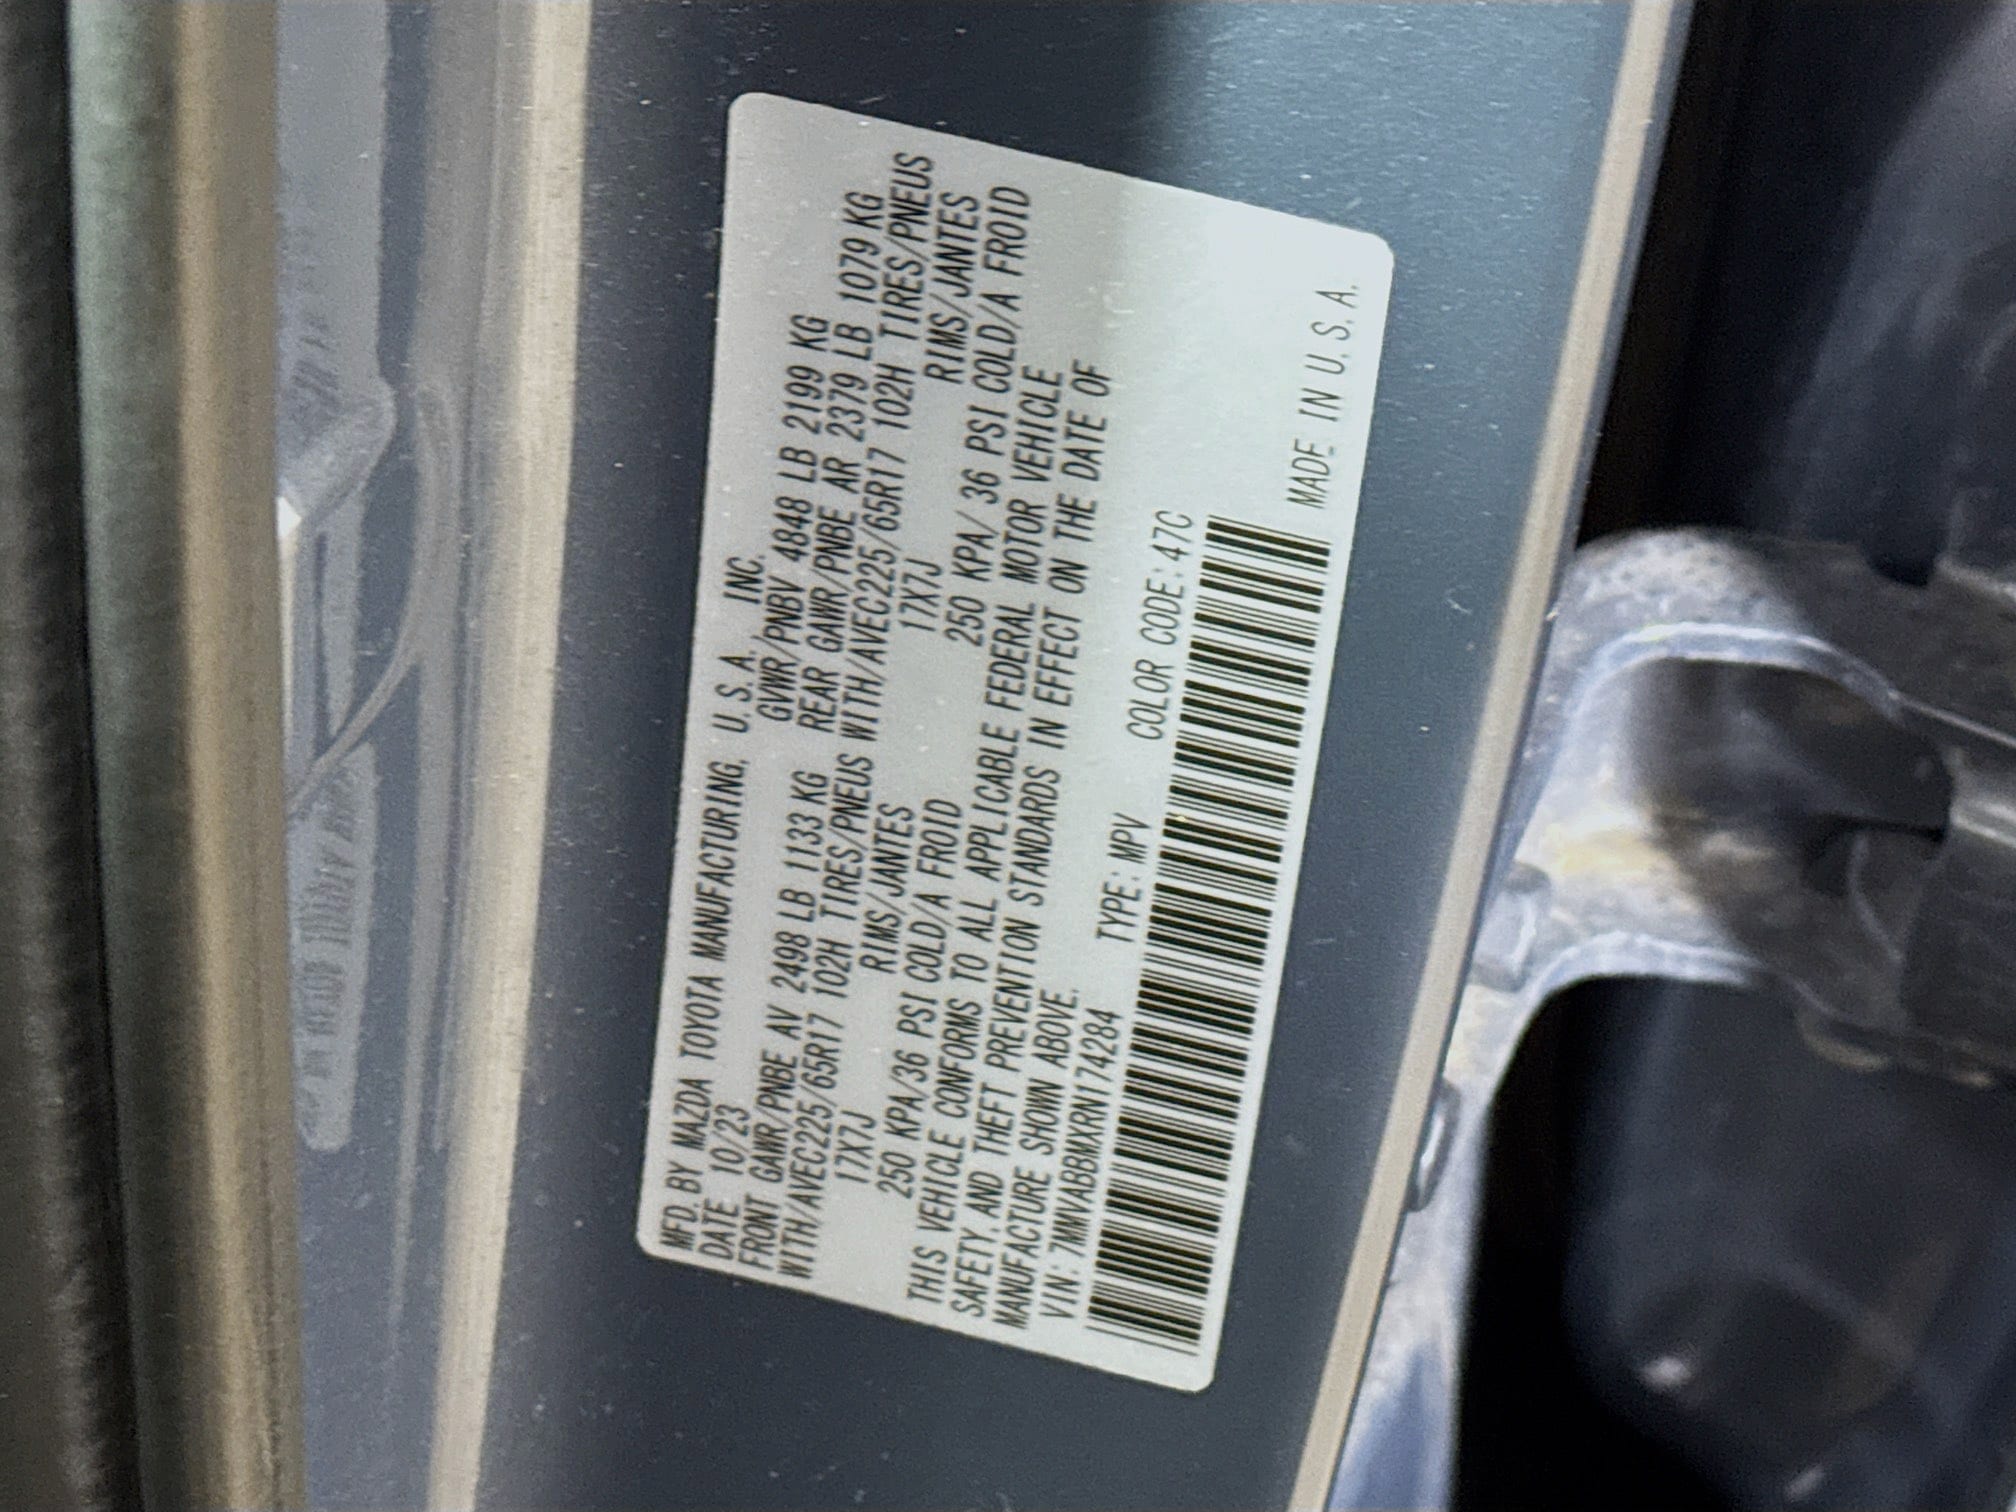 MFD. BY MAZDA TOYOTA MANUFACTURING, U.S.A., INC.
DATE 10/23 GVWR/PNBV 4848 LB 2199 KG
FRONT GAWR/PNBE AV 2498 LB 1133 KG REAR GAWR/PNBE AR 2379 LB 1079 KG
WITH/AVEC225/65R17 102H TIRES/PNEUS WITH/AVEC225/65R17 102H TIRES/PNEUS
17X7J RIMS/JANTES 17X7J RIMS/JANTES
250 KPA/36 PSI COLD/A FROID 250 KPA/ 36 PSI COLD/A FROID
THIS VEHICLE CONFORMS TO ALL APPLICABLE FEDERAL MOTOR VEHICLE
SAFETY, AND THEFT PREVENTION STANDARDS IN EFFECT ON THE DATE OF
MANUFACTURE SHOWN ABOVE.
VIN: 7MMVABBMXRN174284 TYPE: MPV COLOR CODE: 47C
MADE IN U.S.A.